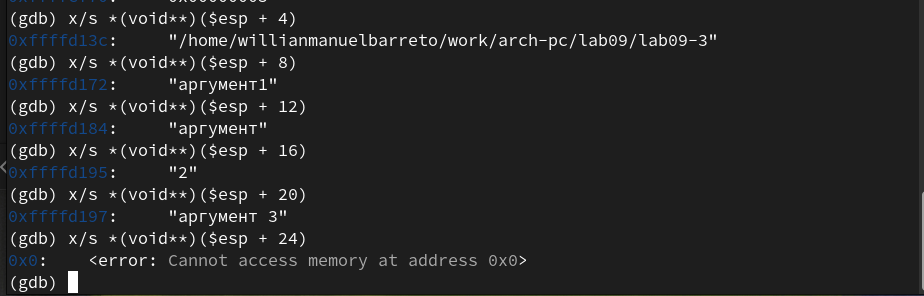 (gdb) x/s *(void**)($esp + 4)
0xffffd13c: "/home/willianmanuelbarreto/work/arch-pc/lab09/lab09-3"
(gdb) x/s *(void**)($esp + 8)
0xffffd172: "аргумент1"
(gdb) x/s *(void**)($esp + 12)
0xffffd184: "аргумент"
(gdb) x/s *(void**)($esp + 16)
0xffffd195: "2"
(gdb) x/s *(void**)($esp + 20)
0xffffd197: "аргумент 3"
(gdb) x/s *(void**)($esp + 24)
0x0: <error: Cannot access memory at address 0x0>
(gdb)